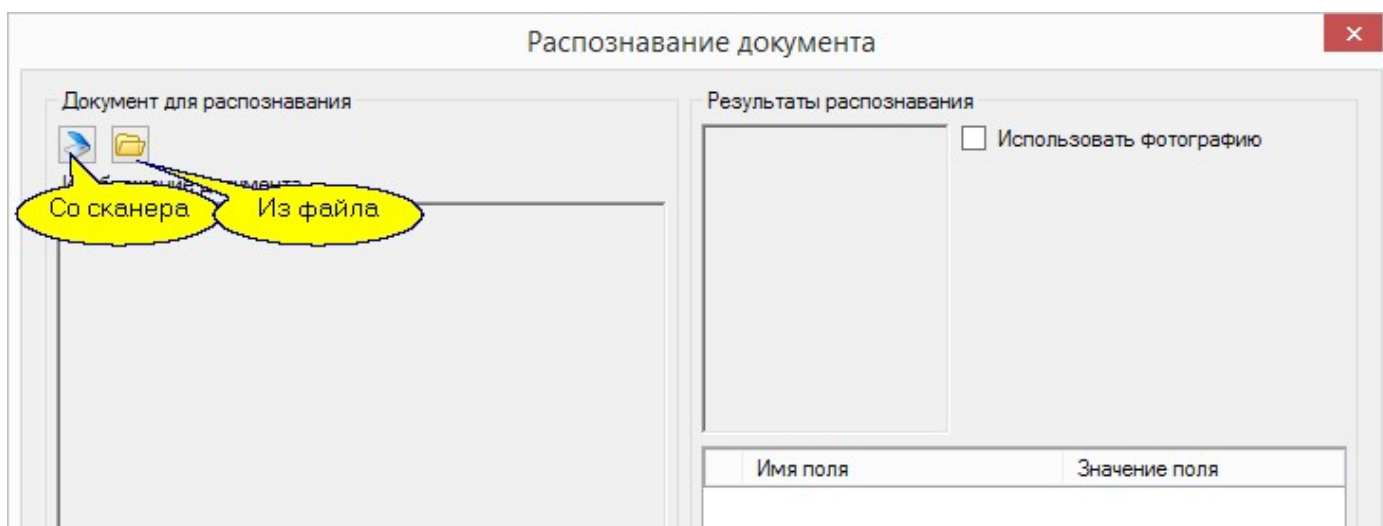 Распознавание документа
Документ для распознавания
Со сканера
Из файла
Результаты распознавания
Использовать фотографию
Имя поля
Значение поля